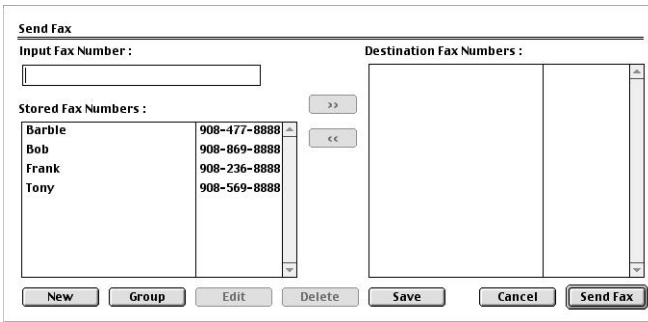 Send Fax
Input Fax Number :
Destination Fax Numbers :
>>
Stored Fax Numbers :
<<
Barbie 908-477-8888
Bob 908-869-8888
Frank 908-236-8888
Tony 908-569-8888
New Group Edit Delete Save Cancel Send Fax